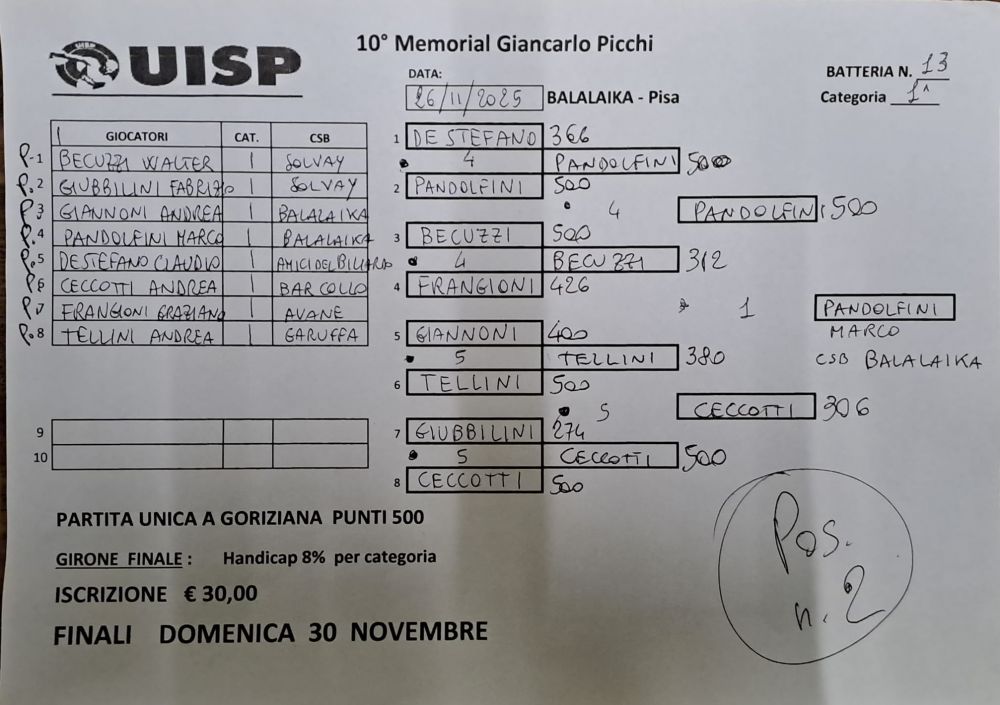 UISP
10° Memorial Giancarlo Picchi
DATA:
26/11/2025 BALALAIKA - Pisa
BATTERIA N. 13
Categoria 1^
GIOCATORI CAT. CSB
P-1 BECUZZI WALTER 1 SOLVAY
P.2 GIUBBILINI FABRIZIO 1 SOLVAY
P3 GIANNONI ANDREA 1 BALALAIKA
P.4 PANDOLFINI MARCO 1 BALALAIKA
P.5 DESTEFANO CLAUDIO 1 AMICI DEL BILIARDO
P6 CECCOTTI ANDREA 1 BAR COLLO
P.7 FRANGIONI GRAZIANO 1 AVANE
P.8 TELLINI ANDREA 1 GARUFFA
9
10
1 DE STEFANO 366
4 PANDOLFINI 500
2 PANDOLFINI 500
4 PANDOLFINI 500
3 BECUZZI 500
4 BECUZZI 312
4 FRANGIONI 426
1 PANDOLFINI
MARCO
CSB BALALAIKA
5 GIANNONI 400
5 TELLINI 380
6 TELLINI 500
5 CECCOTTI 306
7 GIUBBILINI 274
5 CECCOTTI 500
8 CECCOTTI 500
PARTITA UNICA A GORIZIANA PUNTI 500
GIRONE FINALE : Handicap 8% per categoria
ISCRIZIONE € 30,00
FINALI DOMENICA 30 NOVEMBRE
Pos.
n. 2